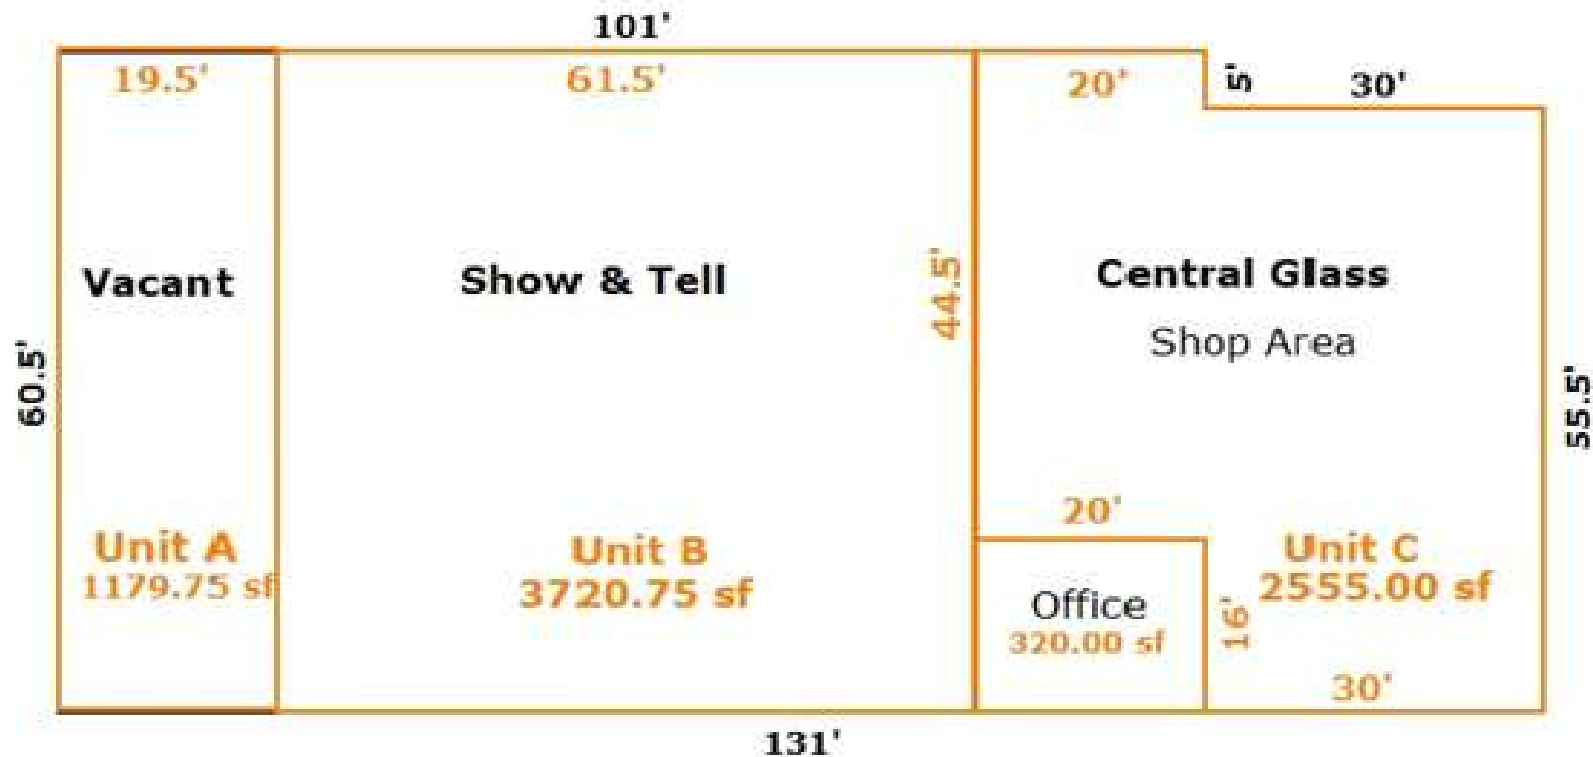 101'
19.5'
61.5'
20'
5'
30'
Vacant
Show & Tell
44.5'
Central Glass
Shop Area
60.5'
55.5'
20'
Unit A
1179.75 sf
Unit B
3720.75 sf
Unit C
2555.00 sf
Office
320.00 sf
16'
30'
131'